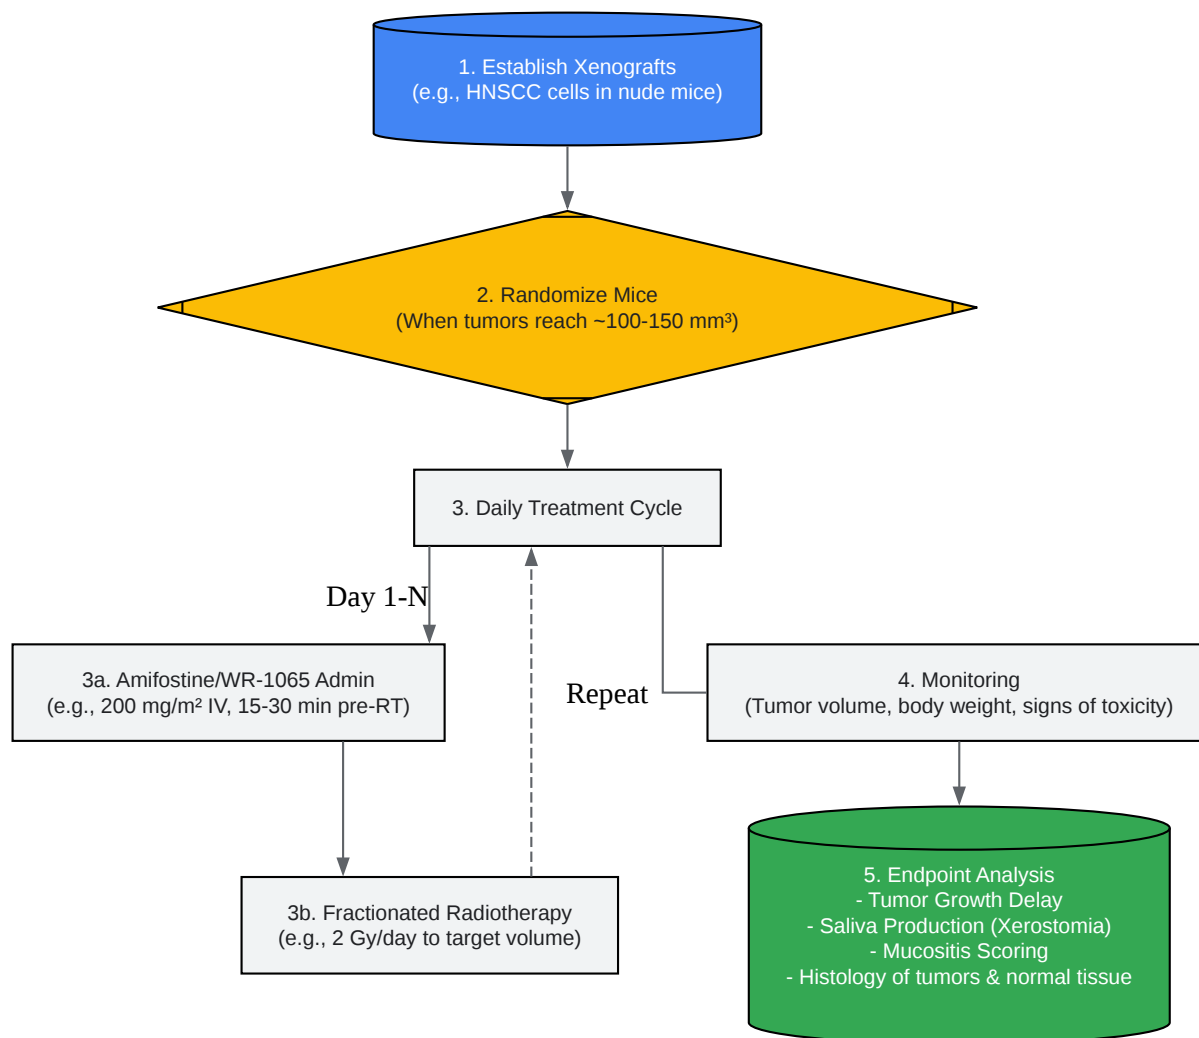 1. Establish Xenografts
(e.g., HNSCC cells in nude mice)
2. Randomize Mice
(When tumors reach ~100-150 mm³)
3. Daily Treatment Cycle
Day 1-N
3a. Amifostine/WR-1065 Admin
(e.g., 200 mg/m² IV, 15-30 min pre-RT)
Repeat
4. Monitoring
(Tumor volume, body weight, signs of toxicity)
3b. Fractionated Radiotherapy
(e.g., 2 Gy/day to target volume)
5. Endpoint Analysis
- Tumor Growth Delay
- Saliva Production (Xerostomia)
- Mucositis Scoring
- Histology of tumors & normal tissue